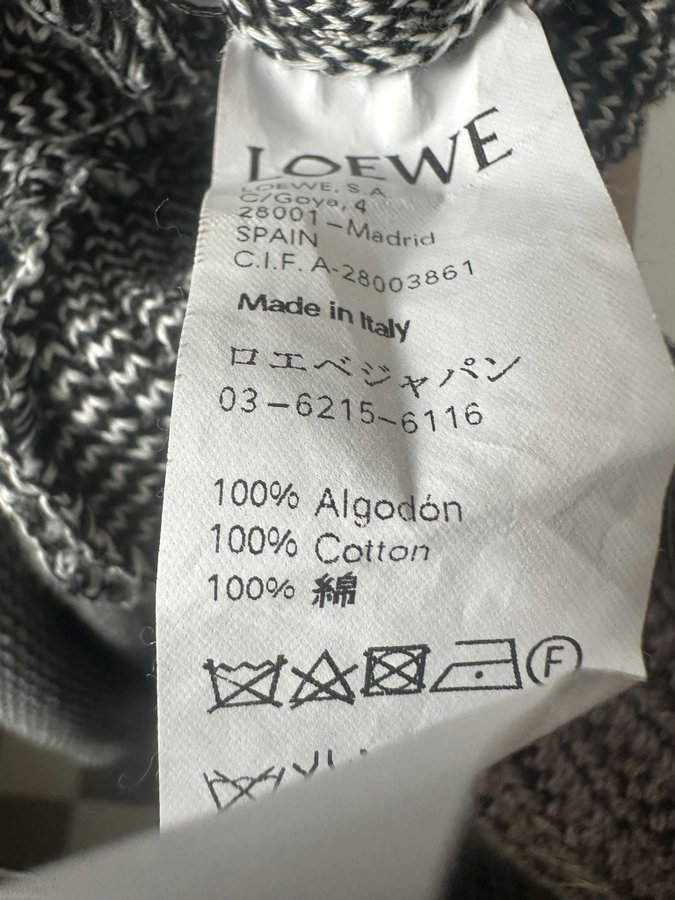 LOEWE
LOEWE, S.A.
C/Goya, 4
28001-Madrid
SPAIN
C.I.F. A-28003861
Made in Italy
ロエベジャパン
03-6215-6116
100% Algodón
100% Cotton
100% 綿
F